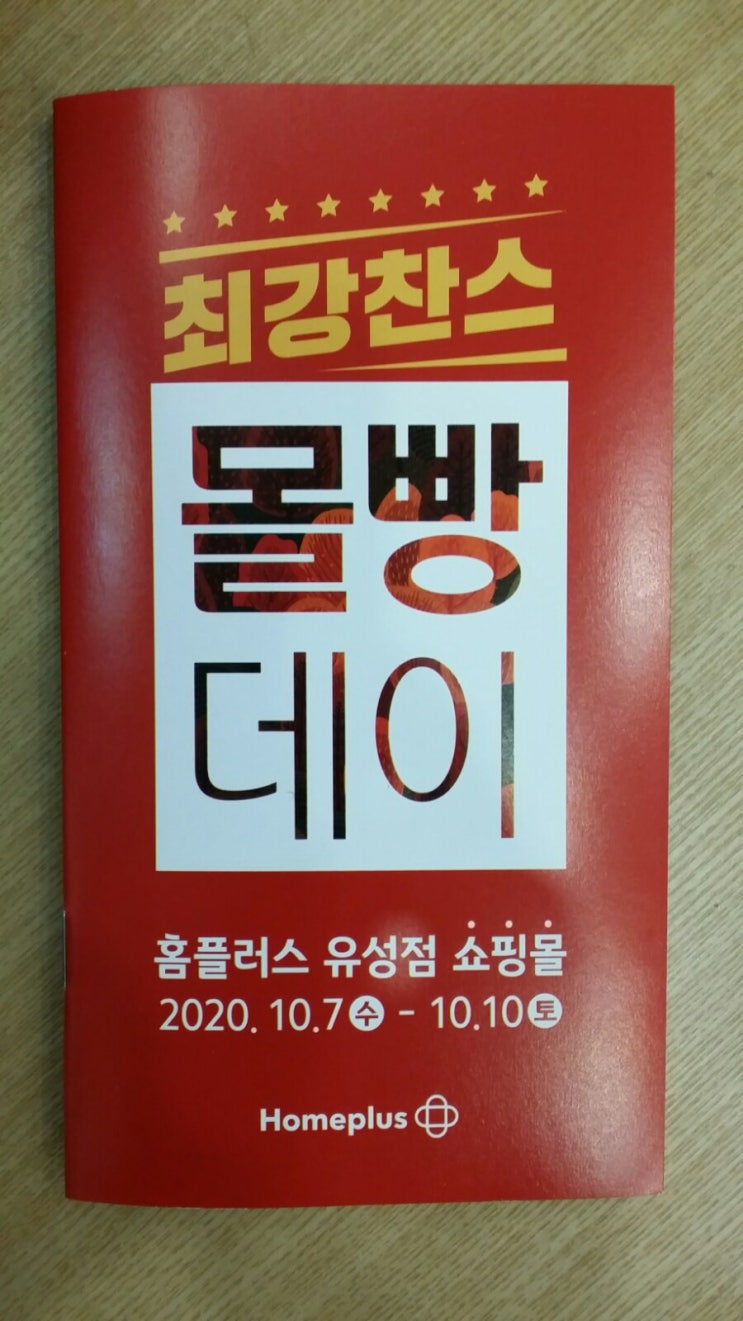 최강찬스
몰빵
데이
홈플러스 유성점 쇼핑몰
2020. 10.7 수 - 10.10 토
Homeplus